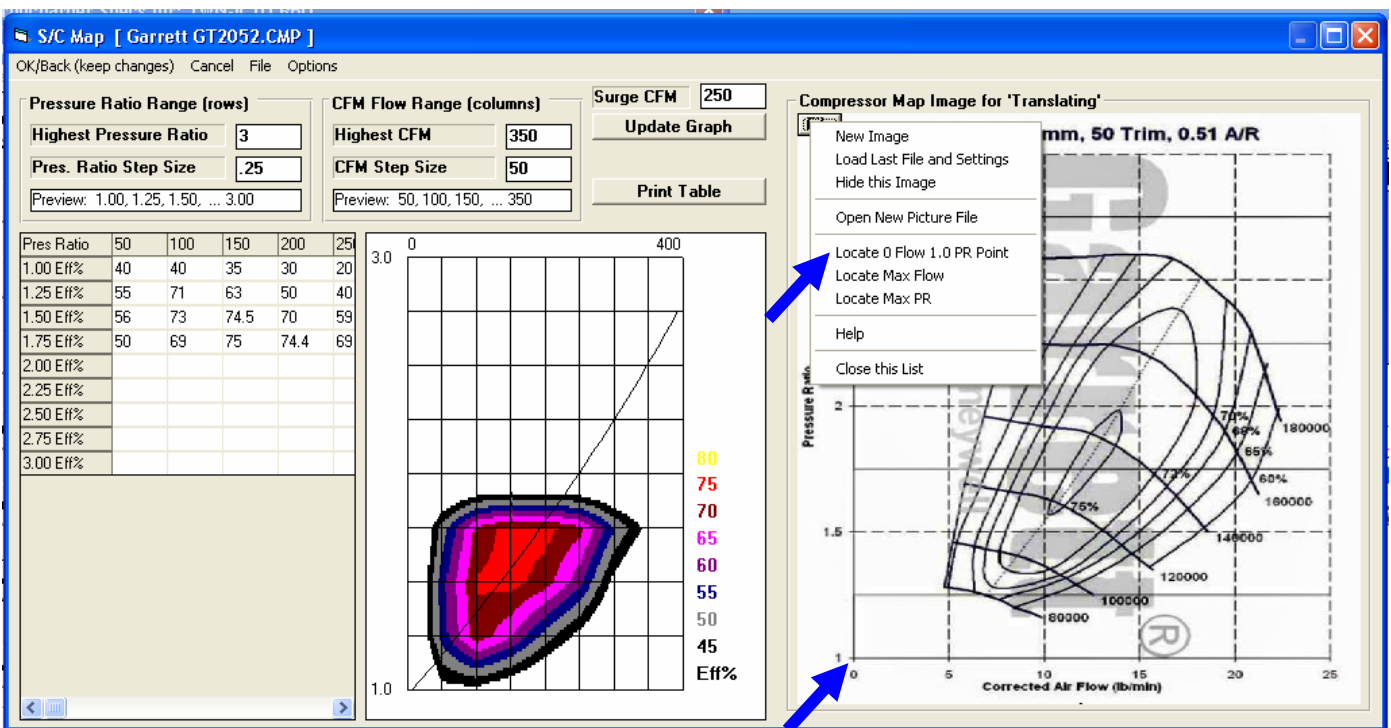 S/C Map [ Garrett GT2052.CMP ]
OK/Back (keep changes) Cancel File Options
Pressure Ratio Range (rows)
Highest Pressure Ratio 3
Pres. Ratio Step Size .25
Preview: 1.00, 1.25, 1.50, ... 3.00
CFM Flow Range (columns)
Highest CFM 350
CFM Step Size 50
Preview: 50, 100, 150, ... 350
Surge CFM 250
Update Graph
Print Table
Pres Ratio 50 100 150 200
1.00 Eff% 40 40 35 30 20
1.25 Eff% 55 71 63 50 40
1.50 Eff% 56 73 74.5 70 59
1.75 Eff% 50 69 75 74.4 69
2.00 Eff%
2.25 Eff%
2.50 Eff%
2.75 Eff%
3.00 Eff%
0 400
3.0
80
75
70
65
60
55
50
45
Eff%
1.0
Compressor Map Image for 'Translating'
mm, 50 Trim, 0.51 A/R
New Image
Load Last File and Settings
Hide this Image
Open New Picture File
Locate 0 Flow 1.0 PR Point
Locate Max Flow
Locate Max PR
Help
Close this List
Garrett
®
Pressure Ratio
2
1.5
1
70%
68%
65%
60%
72%
75%
180000
160000
140000
120000
100000
80000
0 5 10 15 20 25
Corrected Air Flow (lb/min)